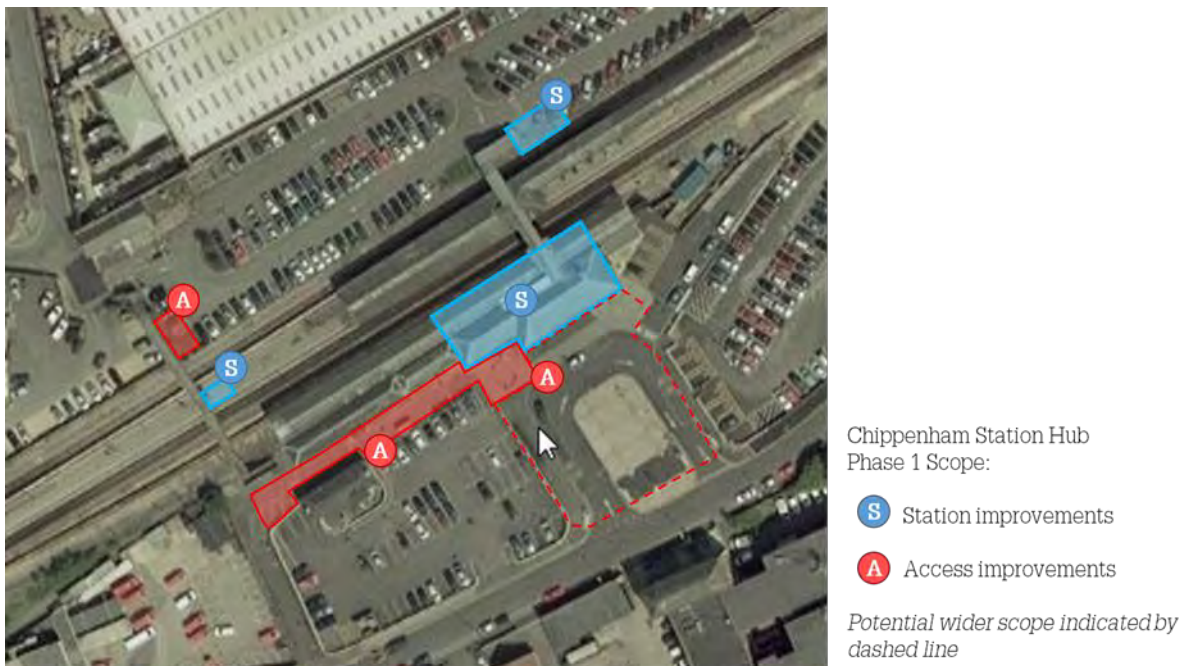 S
S
A
S
A
A
Chippenham Station Hub
Phase 1 Scope:
S Station improvements
A Access improvements
Potential wider scope indicated by
dashed line